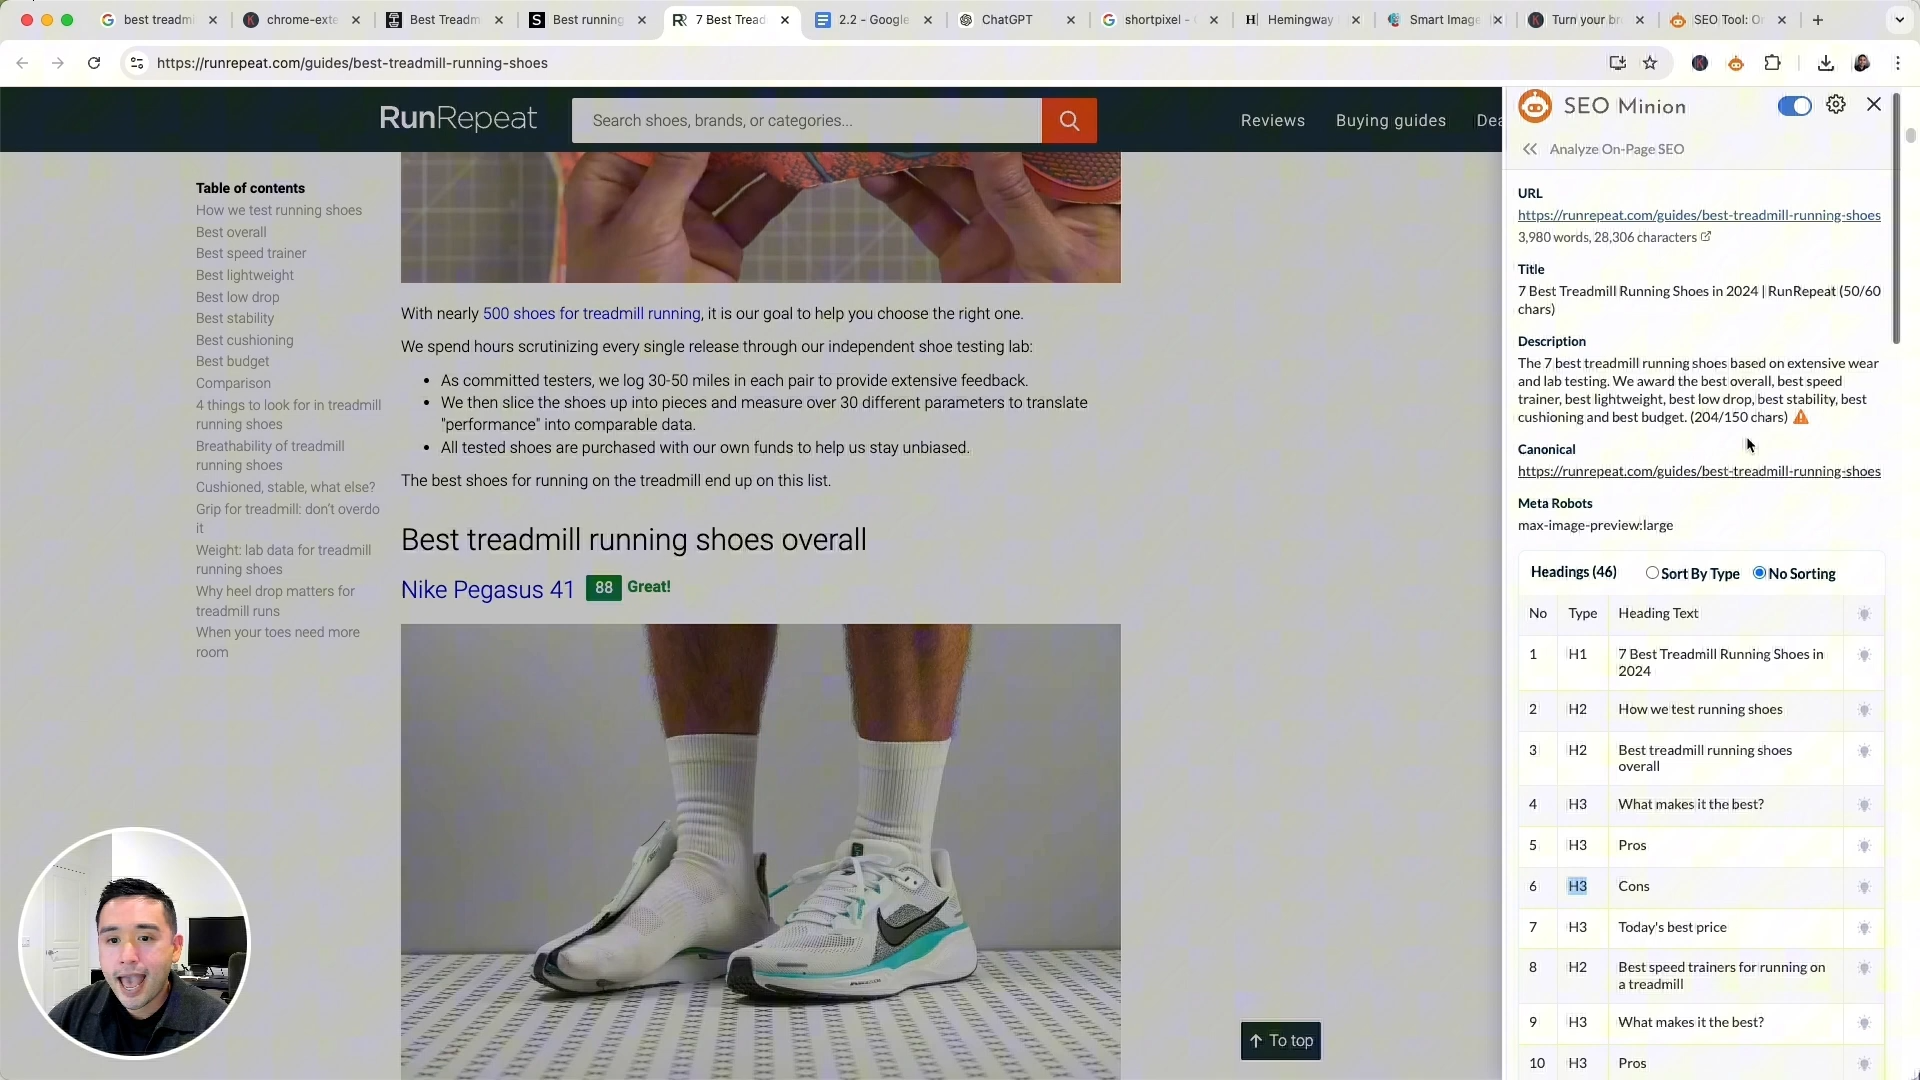 best treadmi
chrome-exte
Best Treadm
Best running
7 Best Tread
2.2 - Google
ChatGPT
shortpixel -
Hemingway
Smart Image
Turn your br
SEO Tool: O
https://runrepeat.com/guides/best-treadmill-running-shoes
RunRepeat
Search shoes, brands, or categories...
Reviews
Buying guides
Dea
Table of contents
How we test running shoes
Best overall
Best speed trainer
Best lightweight
Best low drop
Best stability
Best cushioning
Best budget
Comparison
4 things to look for in treadmill
running shoes
Breathability of treadmill
running shoes
Cushioned, stable, what else?
Grip for treadmill: don't overdo
it
Weight: lab data for treadmill
running shoes
Why heel drop matters for
treadmill runs
When your toes need more
room
With nearly 500 shoes for treadmill running, it is our goal to help you choose the right one.
We spend hours scrutinizing every single release through our independent shoe testing lab:
• As committed testers, we log 30-50 miles in each pair to provide extensive feedback.
• We then slice the shoes up into pieces and measure over 30 different parameters to translate
"performance" into comparable data.
• All tested shoes are purchased with our own funds to help us stay unbiased.
The best shoes for running on the treadmill end up on this list.
Best treadmill running shoes overall
Nike Pegasus 41 88 Great!
To top
SEO Minion
Analyze On-Page SEO
URL
https://runrepeat.com/guides/best-treadmill-running-shoes
3,980 words, 28,306 characters
Title
7 Best Treadmill Running Shoes in 2024 | RunRepeat (50/60
chars)
Description
The 7 best treadmill running shoes based on extensive wear
and lab testing. We award the best overall, best speed
trainer, best lightweight, best low drop, best stability, best
cushioning and best budget. (204/150 chars)
Canonical
https://runrepeat.com/guides/best-treadmill-running-shoes
Meta Robots
max-image-preview:large
Headings (46) Sort By Type No Sorting
No Type Heading Text
1 H1 7 Best Treadmill Running Shoes in
2024
2 H2 How we test running shoes
3 H2 Best treadmill running shoes
overall
4 H3 What makes it the best?
5 H3 Pros
6 H3 Cons
7 H3 Today's best price
8 H2 Best speed trainers for running on
a treadmill
9 H3 What makes it the best?
10 H3 Pros